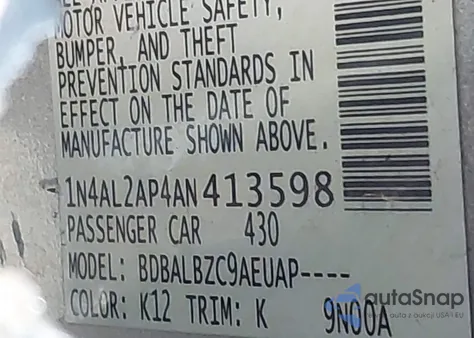 MOTOR VEHICLE SAFETY,
BUMPER, AND THEFT
PREVENTION STANDARDS IN
EFFECT ON THE DATE OF
MANUFACTURE SHOWN ABOVE.
1N4AL2AP4AN413598
PASSENGER CAR 430
MODEL: BDBALBZC9AEUAP----
COLOR: K12 TRIM: K 9N00A
autaSnap